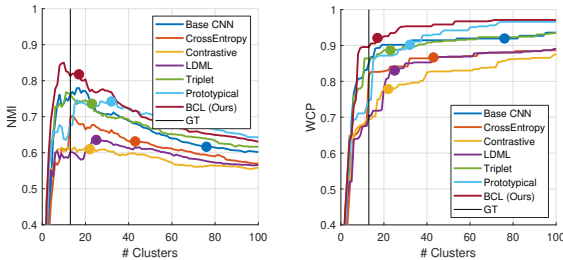 1
0.9
0.8
0.7
0.6
0.5
0.4
NMI
0 20 40 60 80 100
# Clusters
Base CNN
CrossEntropy
Contrastive
LDML
Triplet
Prototypical
BCL (Ours)
GT
1
0.9
0.8
0.7
0.6
0.5
0.4
WCP
0 20 40 60 80 100
# Clusters
Base CNN
CrossEntropy
Contrastive
LDML
Triplet
Prototypical
BCL (Ours)
GT